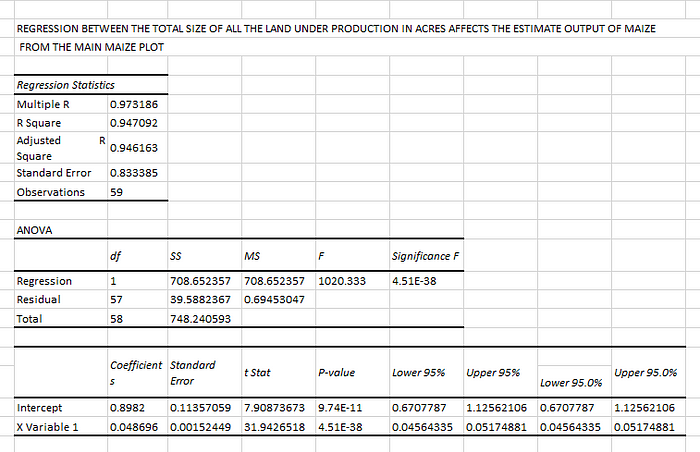 REGRESSION BETWEEN THE TOTAL SIZE OF ALL THE LAND UNDER PRODUCTION IN ACRES AFFECTS THE ESTIMATE OUTPUT OF MAIZE
FROM THE MAIN MAIZE PLOT
Regression Statistics
Multiple R 0.973186
R Square 0.947092
Adjusted R
Square 0.946163
Standard Error 0.833385
Observations 59
ANOVA
df SS MS F Significance F
Regression 1 708.652357 708.652357 1020.333 4.51E-38
Residual 57 39.5882367 0.69453047
Total 58 748.240593
Coefficient Standard
s Error t Stat P-value Lower 95% Upper 95% Lower 95.0% Upper 95.0%
Intercept 0.8982 0.11357059 7.90873673 9.74E-11 0.6707787 1.12562106 0.6707787 1.12562106
X Variable 1 0.048696 0.00152449 31.9426518 4.51E-38 0.04564335 0.05174881 0.04564335 0.05174881